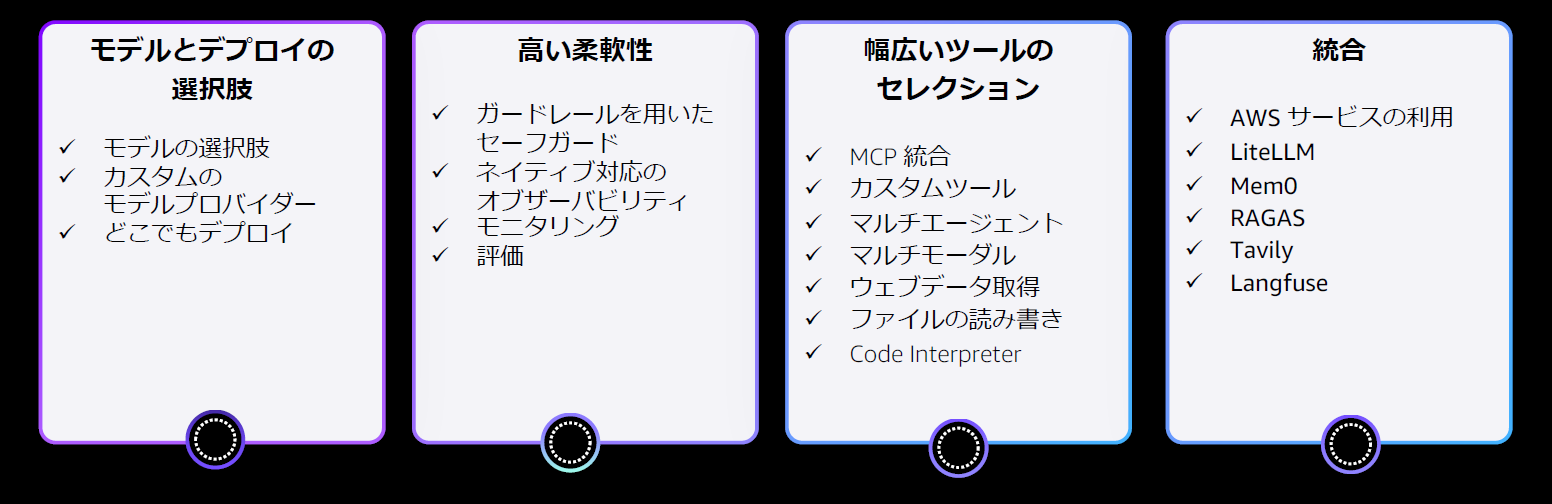 モデルとデプロイの
選択肢
✓ モデルの選択肢
✓ カスタムの
モデルプロバイダー
✓ どこでもデプロイ
高い柔軟性
✓ ガードレールを用いた
セーフガード
✓ ネイティブ対応の
オブザーバビリティ
✓ モニタリング
✓ 評価
幅広いツールの
セレクション
✓ MCP 統合
✓ カスタムツール
✓ マルチエージェント
✓ マルチモーダル
✓ ウェブデータ取得
✓ ファイルの読み書き
✓ Code Interpreter
統合
✓ AWS サービスの利用
✓ LiteLLM
✓ Mem0
✓ RAGAS
✓ Tavily
✓ Langfuse